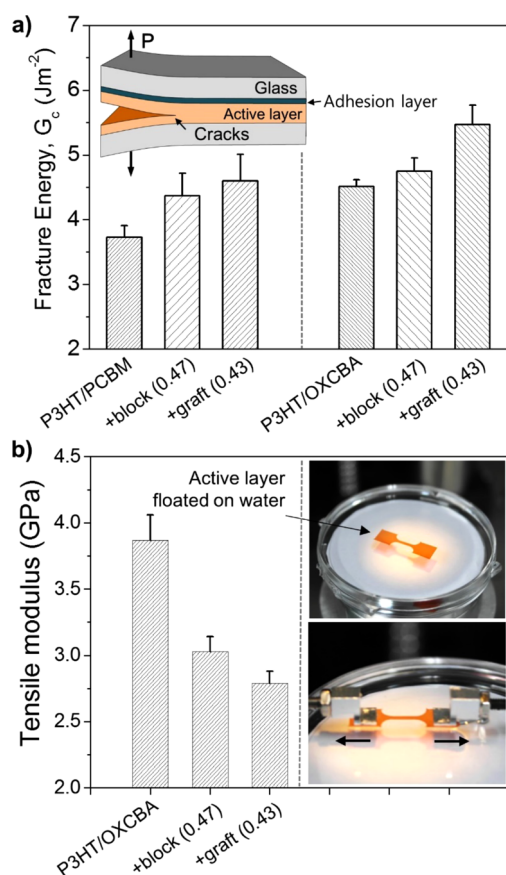 a)
Fracture Energy, G_c (Jm⁻²)
7
6
5
4
3
2
P
Glass
Adhesion layer
Active layer
Cracks
P3HT/PCBM
+block (0.47)
+graft (0.43)
P3HT/OXCBA
+block (0.47)
+graft (0.43)
b)
Tensile modulus (GPa)
4.5
4.0
3.5
3.0
2.5
2.0
Active layer
floated on water
P3HT/OXCBA
+block (0.47)
+graft (0.43)